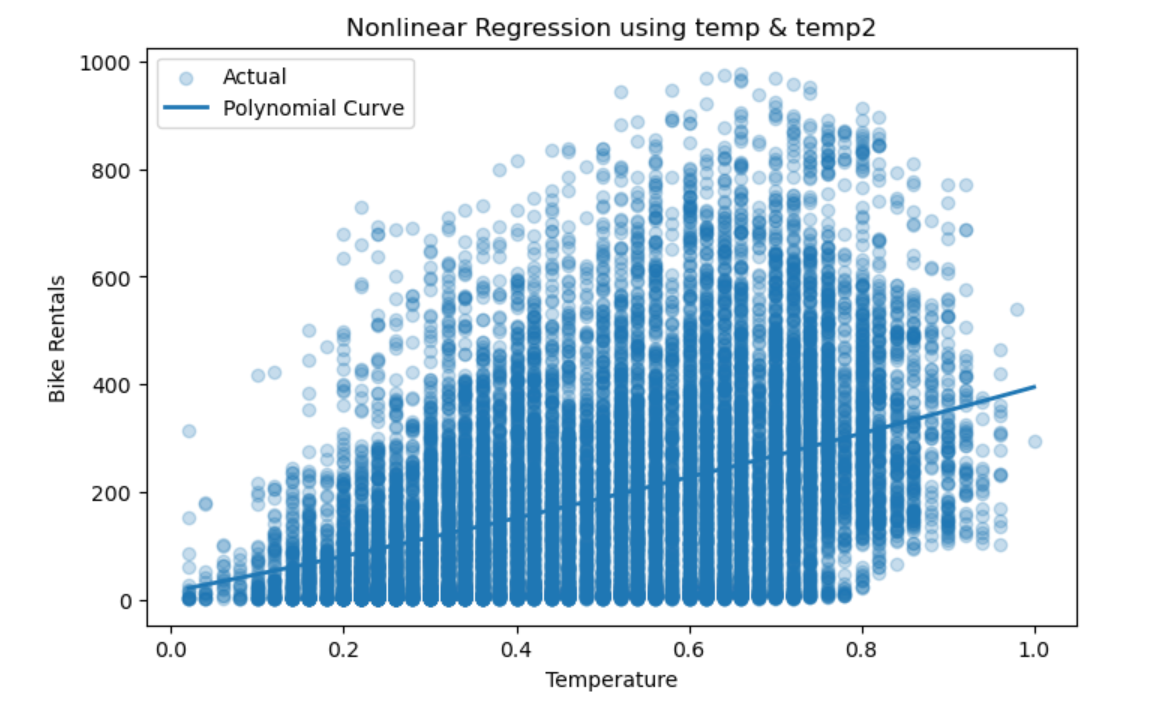 Nonlinear Regression using temp & temp2
Actual
Polynomial Curve
1000
800
600
400
200
0
Bike Rentals
0.0 0.2 0.4 0.6 0.8 1.0
Temperature